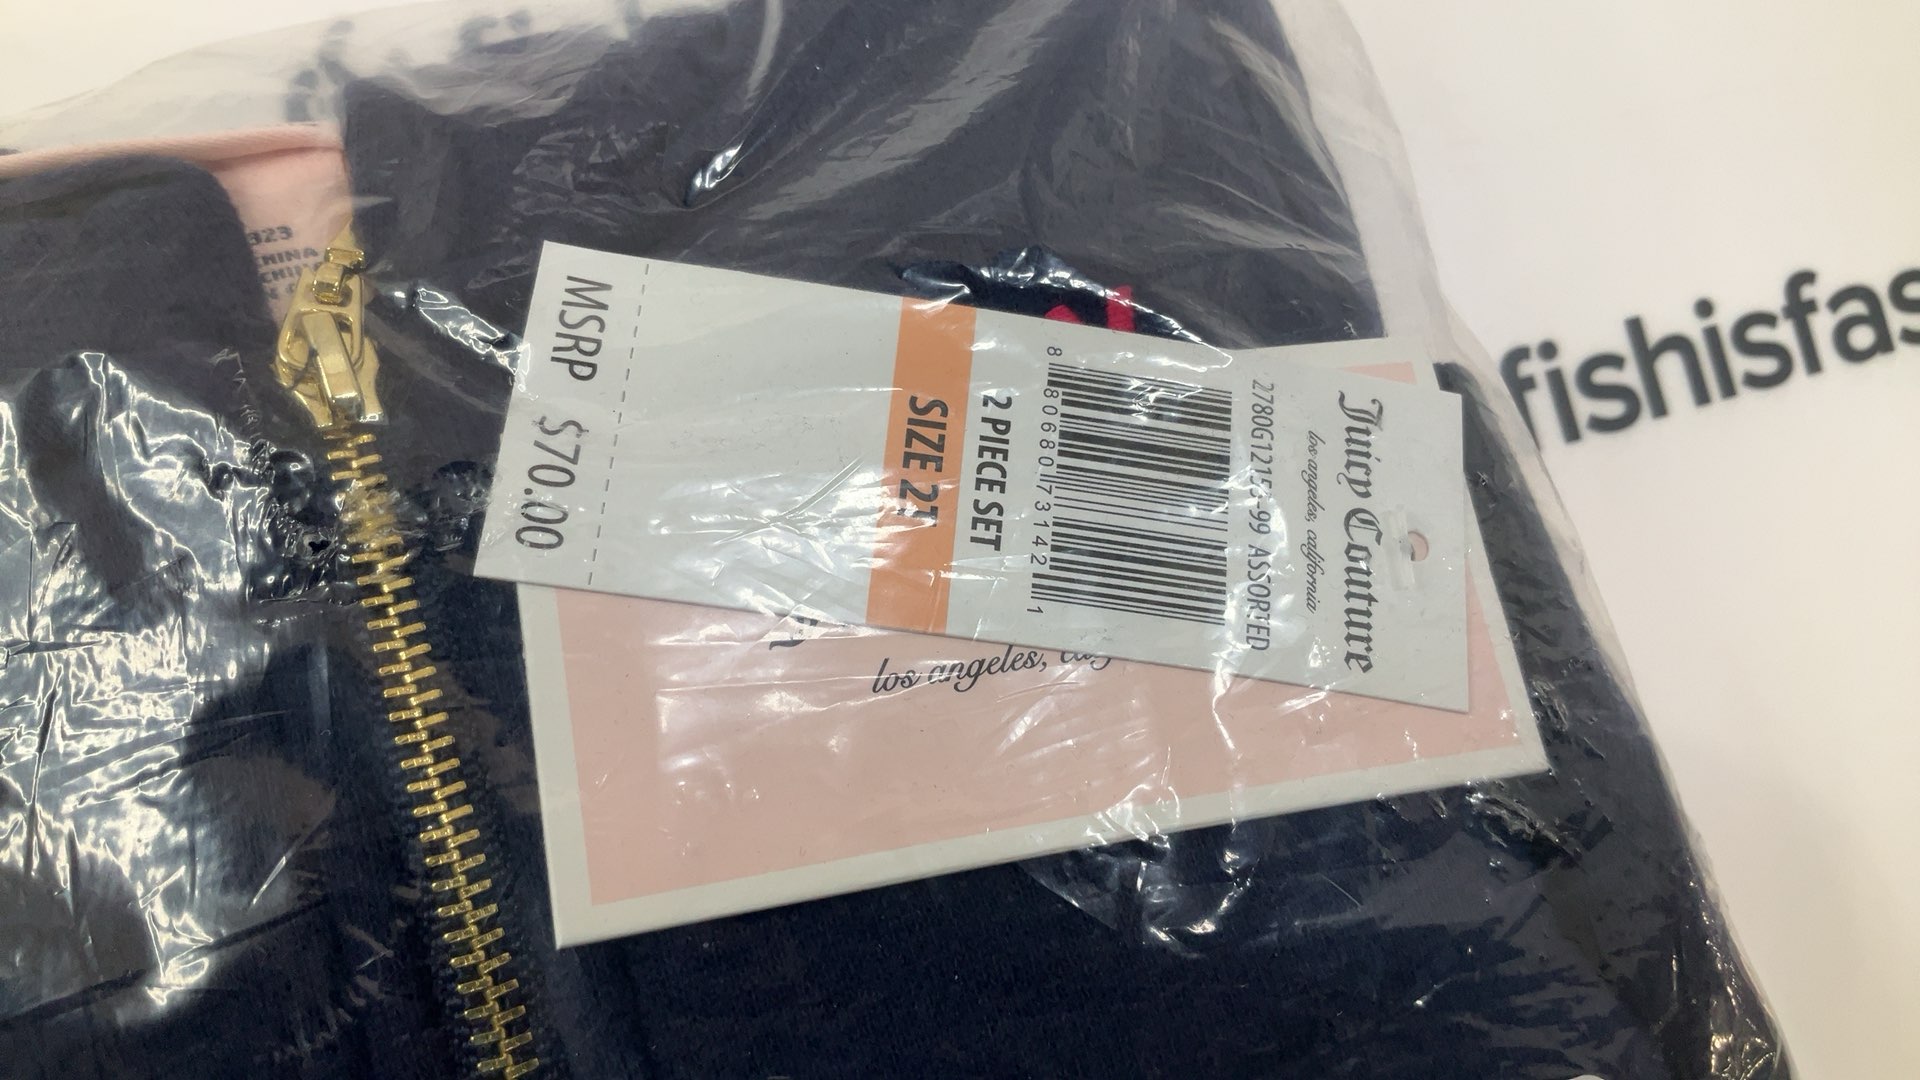 Juicy Couture
los angeles, california
2780G1215-99 ASSORTED
8 80680 73142 1
2 PIECE SET
SIZE 2T
MSRP $70.00
los angeles,
323
fishisfas